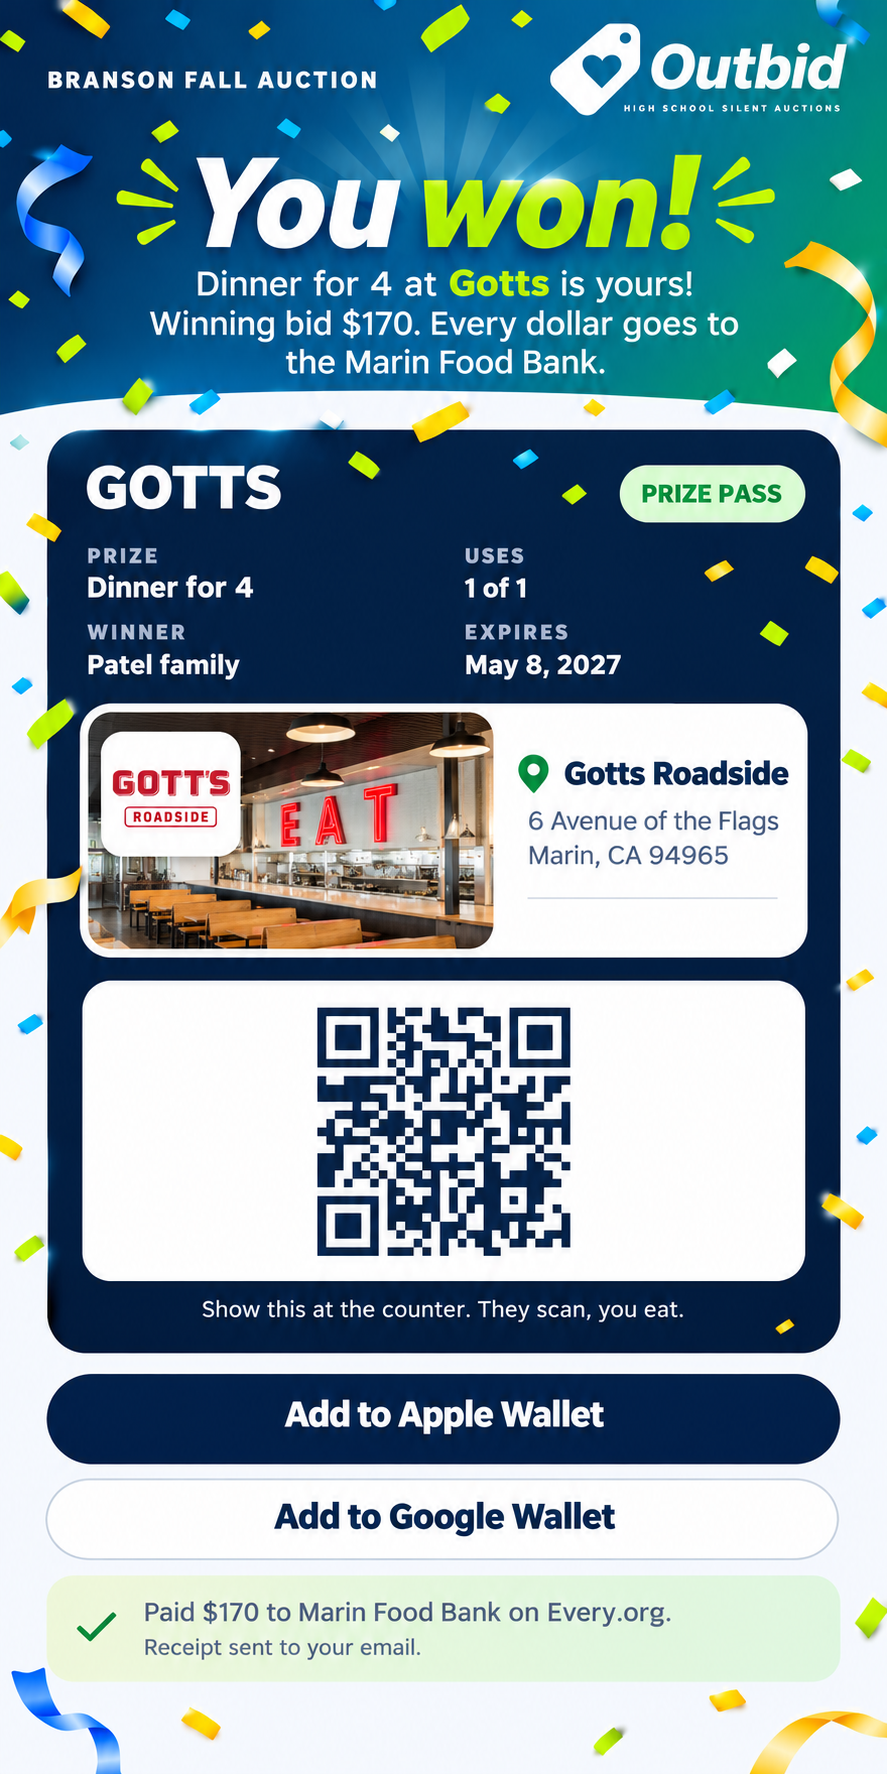 BRANSON FALL AUCTION
Outbid
HIGH SCHOOL SILENT AUCTIONS
You won!
Dinner for 4 at Gotts is yours!
Winning bid $170. Every dollar goes to
the Marin Food Bank.
GOTTS
PRIZE PASS
PRIZE
Dinner for 4
USES
1 of 1
WINNER
Patel family
EXPIRES
May 8, 2027
GOTT'S
ROADSIDE
EAT
Gotts Roadside
6 Avenue of the Flags
Marin, CA 94965
Show this at the counter. They scan, you eat.
Add to Apple Wallet
Add to Google Wallet
Paid $170 to Marin Food Bank on Every.org.
Receipt sent to your email.